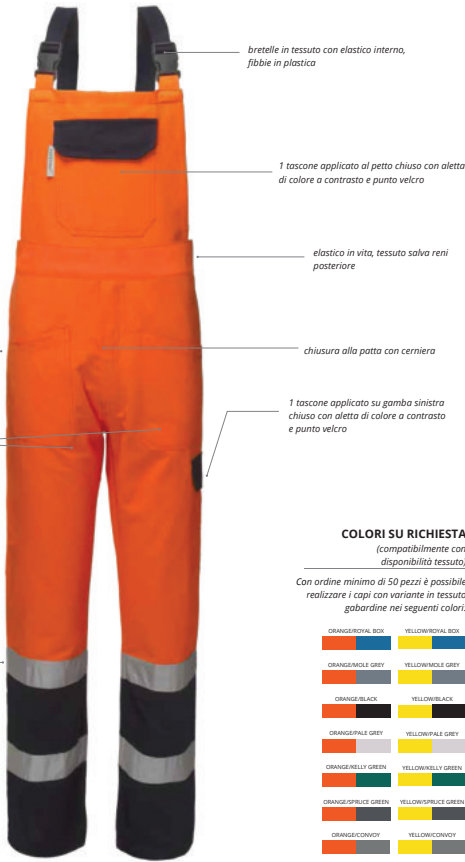 bretelle in tessuto con elastico interno,
fibbie in plastica
1 tascone applicato al petto chiuso con aletta
di colore a contrasto e punto velcro
elastico in vita, tessuto salva reni
posteriore
chiusura alla patta con cerniera
1 tascone applicato su gamba sinistra
chiuso con aletta di colore a contrasto
e punto velcro
COLORI SU RICHIESTA
(compatibilmente con
disponibilità tessuto)
Con ordine minimo di 50 pezzi è possibile
realizzare i capi con variante in tessuto
gabardine nei seguenti colori.
ORANGE/ROYAL BOX YELLOW/ROYAL BOX
ORANGE/MOLE GREY YELLOW/MOLE GREY
ORANGE/BLACK YELLOW/BLACK
ORANGE/PALE GREY YELLOW/PALE GREY
ORANGE/KELLY GREEN YELLOW/KELLY GREEN
ORANGE/SPRUCE GREEN YELLOW/SPRUCE GREEN
ORANGE/CONVOY YELLOW/CONVOY